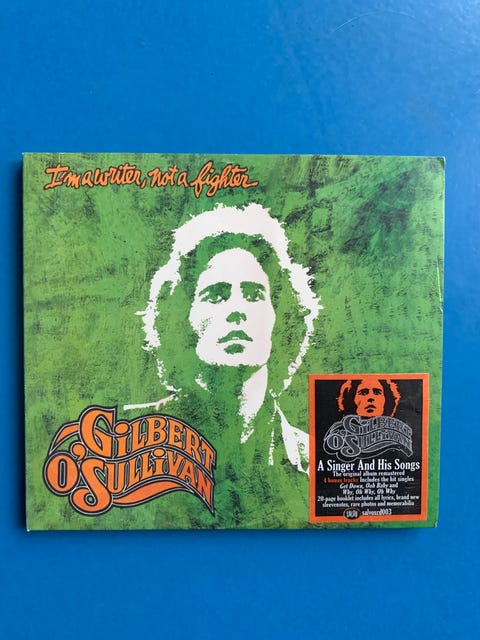 I'm a writer, not a fighter
GILBERT
O'SULLIVAN
GILBERT
O'SULLIVAN
A Singer And His Songs
The original album remastered
4 bonus tracks Includes the hit singles
Get Down, Ooh Baby and
Why, Oh Why, Oh Why
20-page booklet includes all lyrics, brand new
sleevenotes, rare photos and memorabilia
salvoscd003